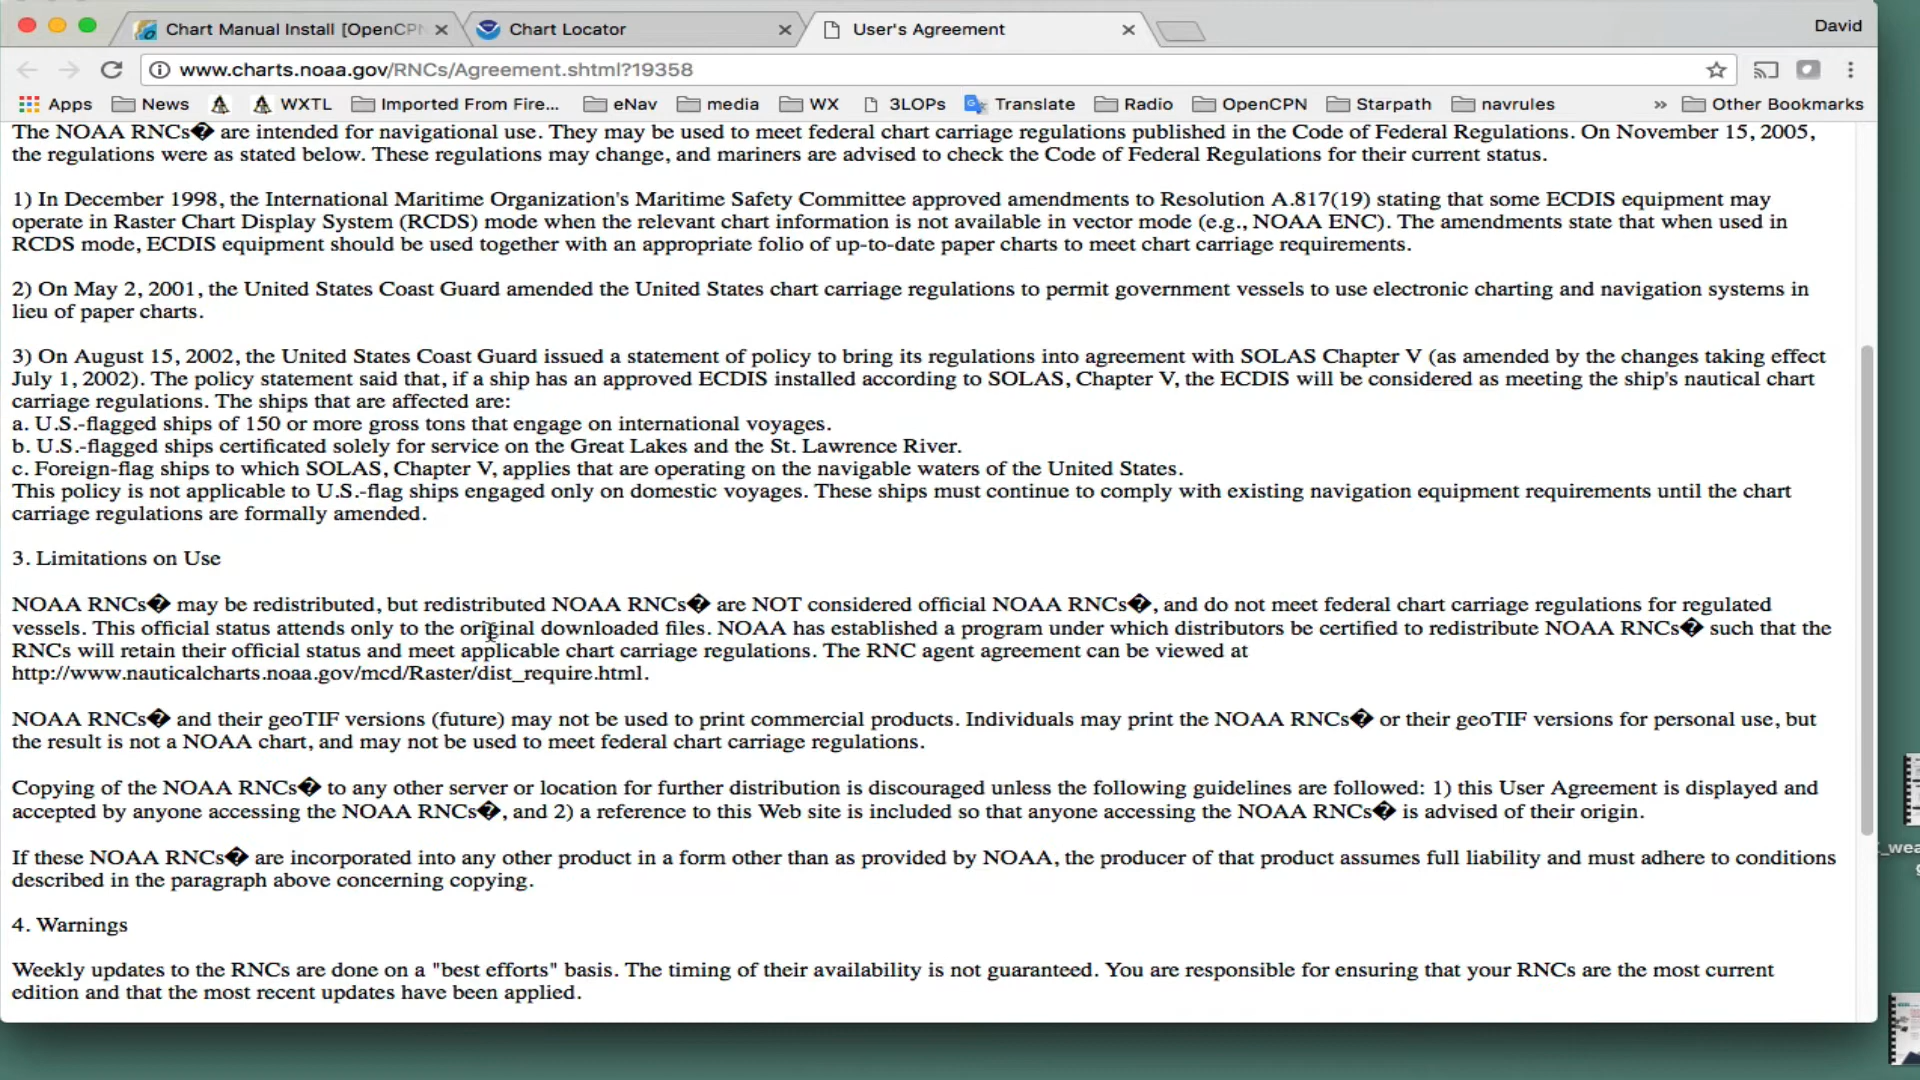 Chart Manual Install [OpenCPN
Chart Locator
User's Agreement
David
www.charts.noaa.gov/RNCs/Agreement.shtml?19358
Apps
News
WXTL
Imported From Fire...
eNav
media
WX
3LOPs
Translate
Radio
OpenCPN
Starpath
navrules
»
Other Bookmarks
The NOAA RNCs� are intended for navigational use. They may be used to meet federal chart carriage regulations published in the Code of Federal Regulations. On November 15, 2005,
the regulations were as stated below. These regulations may change, and mariners are advised to check the Code of Federal Regulations for their current status.
1) In December 1998, the International Maritime Organization's Maritime Safety Committee approved amendments to Resolution A.817(19) stating that some ECDIS equipment may
operate in Raster Chart Display System (RCDS) mode when the relevant chart information is not available in vector mode (e.g., NOAA ENC). The amendments state that when used in
RCDS mode, ECDIS equipment should be used together with an appropriate folio of up-to-date paper charts to meet chart carriage requirements.
2) On May 2, 2001, the United States Coast Guard amended the United States chart carriage regulations to permit government vessels to use electronic charting and navigation systems in
lieu of paper charts.
3) On August 15, 2002, the United States Coast Guard issued a statement of policy to bring its regulations into agreement with SOLAS Chapter V (as amended by the changes taking effect
July 1, 2002). The policy statement said that, if a ship has an approved ECDIS installed according to SOLAS, Chapter V, the ECDIS will be considered as meeting the ship's nautical chart
carriage regulations. The ships that are affected are:
a. U.S.-flagged ships of 150 or more gross tons that engage on international voyages.
b. U.S.-flagged ships certificated solely for service on the Great Lakes and the St. Lawrence River.
c. Foreign-flag ships to which SOLAS, Chapter V, applies that are operating on the navigable waters of the United States.
This policy is not applicable to U.S.-flag ships engaged only on domestic voyages. These ships must continue to comply with existing navigation equipment requirements until the chart
carriage regulations are formally amended.
3. Limitations on Use
NOAA RNCs� may be redistributed, but redistributed NOAA RNCs� are NOT considered official NOAA RNCs�, and do not meet federal chart carriage regulations for regulated
vessels. This official status attends only to the original downloaded files. NOAA has established a program under which distributors be certified to redistribute NOAA RNCs� such that the
RNCs will retain their official status and meet applicable chart carriage regulations. The RNC agent agreement can be viewed at
http://www.nauticalcharts.noaa.gov/mcd/Raster/dist_require.html.
NOAA RNCs� and their geoTIF versions (future) may not be used to print commercial products. Individuals may print the NOAA RNCs� or their geoTIF versions for personal use, but
the result is not a NOAA chart, and may not be used to meet federal chart carriage regulations.
Copying of the NOAA RNCs� to any other server or location for further distribution is discouraged unless the following guidelines are followed: 1) this User Agreement is displayed and
accepted by anyone accessing the NOAA RNCs�, and 2) a reference to this Web site is included so that anyone accessing the NOAA RNCs� is advised of their origin.
If these NOAA RNCs� are incorporated into any other product in a form other than as provided by NOAA, the producer of that product assumes full liability and must adhere to conditions
described in the paragraph above concerning copying.
4. Warnings
Weekly updates to the RNCs are done on a "best efforts" basis. The timing of their availability is not guaranteed. You are responsible for ensuring that your RNCs are the most current
edition and that the most recent updates have been applied.